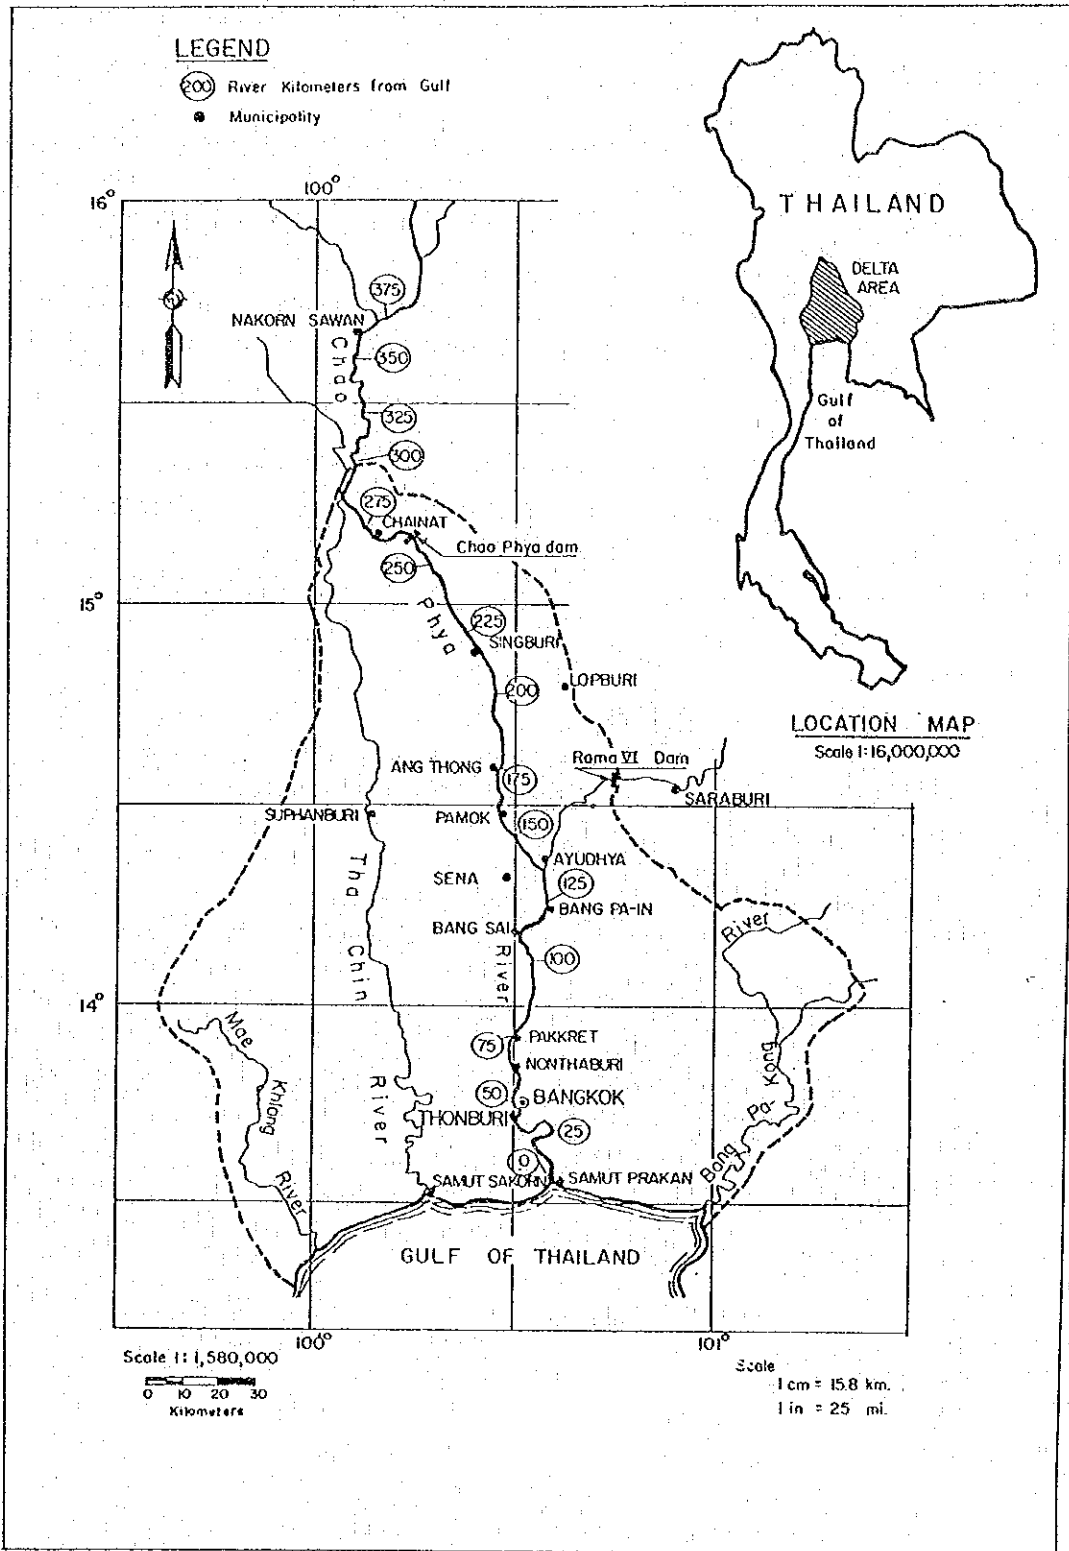 LEGEND
200 River Kilometers from Gulf
Municipality
THAILAND
DELTA
AREA
Gulf
of
Thailand
LOCATION MAP
Scale 1:16,000,000
16°
100°
375
NAKORN SAWAN
350
325
300
275
CHAINAT
Chao Phya dam
250
15°
225
SINGBURI
200
LOPBURI
Chao
Phya
River
ANG THONG
175
Rama VI Dam
SARABURI
SUPHANBURI
PAMOK
150
AYUDHYA
SENA
125
BANG PA-IN
BANG SAI
100
Tha Chin
River
River
14°
Mae
Khlong
River
75
PAKKRET
NONTHABURI
50
BANGKOK
THONBURI
25
0
SAMUT SAKORN
SAMUT PRAKAN
Bang
Pa-
Kong
GULF OF THAILAND
100°
101°
Scale 1:1,580,000
0 10 20 30
Kilometers
Scale
1 cm = 15.8 km.
1 in = 25 mi.